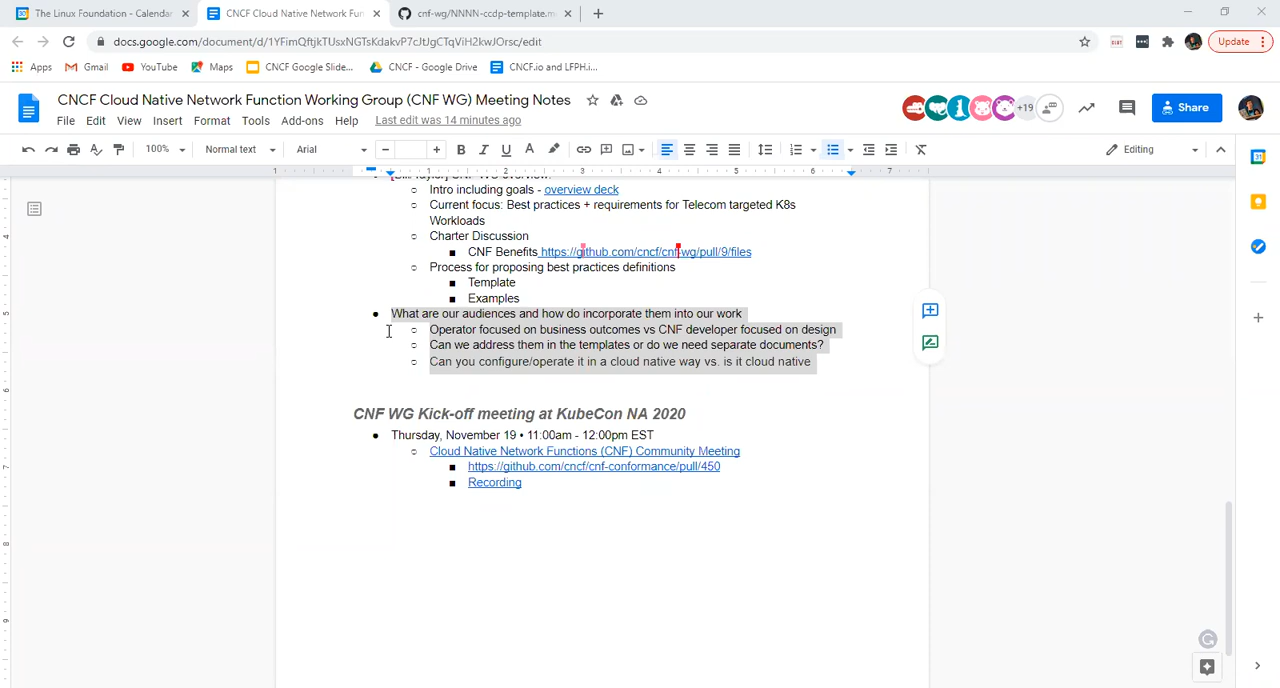 The Linux Foundation - Calendar
CNCF Cloud Native Network Fun
cnf-wg/NNNN-ccdp-template.m
docs.google.com/document/d/1YFimQftjkTUsxNGTsKdakvP7cJtJgCTqViH2kwJOrsc/edit
Update
Apps
Gmail
YouTube
Maps
CNCF Google Slide...
CNCF - Google Drive
CNCF.io and LFPH.i...
CNCF Cloud Native Network Function Working Group (CNF WG) Meeting Notes
+19
Share
File Edit View Insert Format Tools Add-ons Help Last edit was 14 minutes ago
100% Normal text Arial Editing
1 1 2 3 4 5 6 7
Intro including goals - overview deck
Current focus: Best practices + requirements for Telecom targeted K8s
Workloads
Charter Discussion
CNF Benefits https://github.com/cncf/cnf-wg/pull/9/files
Process for proposing best practices definitions
Template
Examples
What are our audiences and how do incorporate them into our work
Operator focused on business outcomes vs CNF developer focused on design
Can we address them in the templates or do we need separate documents?
Can you configure/operate it in a cloud native way vs. is it cloud native
CNF WG Kick-off meeting at KubeCon NA 2020
Thursday, November 19 • 11:00am - 12:00pm EST
Cloud Native Network Functions (CNF) Community Meeting
https://github.com/cncf/cnf-conformance/pull/450
Recording